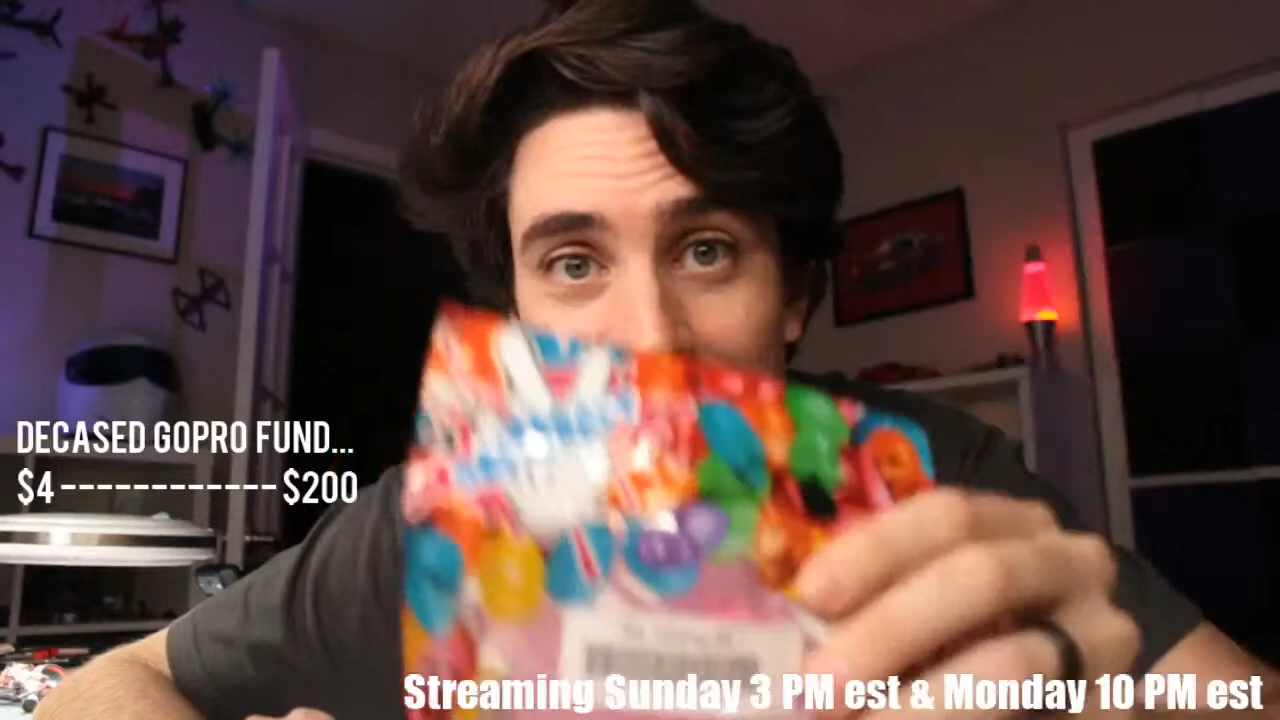 DECASED GOPRO FUND...
$4------------$200
Streaming Sunday 3 PM est & Monday 10 PM est